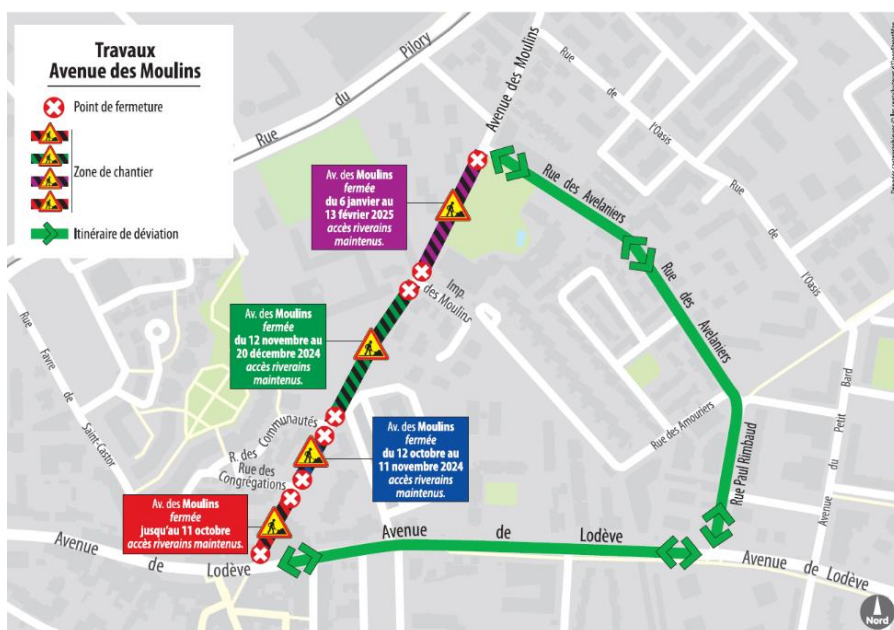 Travaux
Avenue des Moulins
Point de fermeture
Zone de chantier
Itinéraire de déviation
Rue du Pilory
Avenue des Moulins
Rue de l'Oasis
Rue de l'Oasis
Av. des Moulins
fermée
du 6 janvier au
13 février 2025
accès riverains
maintenus.
Rue des Avelaniers
Rue des Avelaniers
Imp.
des Moulins
Av. des Moulins
fermée
du 12 novembre au
20 décembre 2024
accès riverains
maintenus.
Rue Favre de Saint-Castor
R. des Communautés
Rue des
Congrégations
Av. des Moulins
fermée
du 12 octobre au
11 novembre 2024
accès riverains
maintenus.
Rue des Amouriers
Rue Paul Rimbaud
Avenue du Petit Bard
Av. des Moulins
fermée
jusqu'au 11 octobre
accès riverains maintenus.
Avenue de Lodève
Avenue de Lodève
Avenue de Lodève
Nord